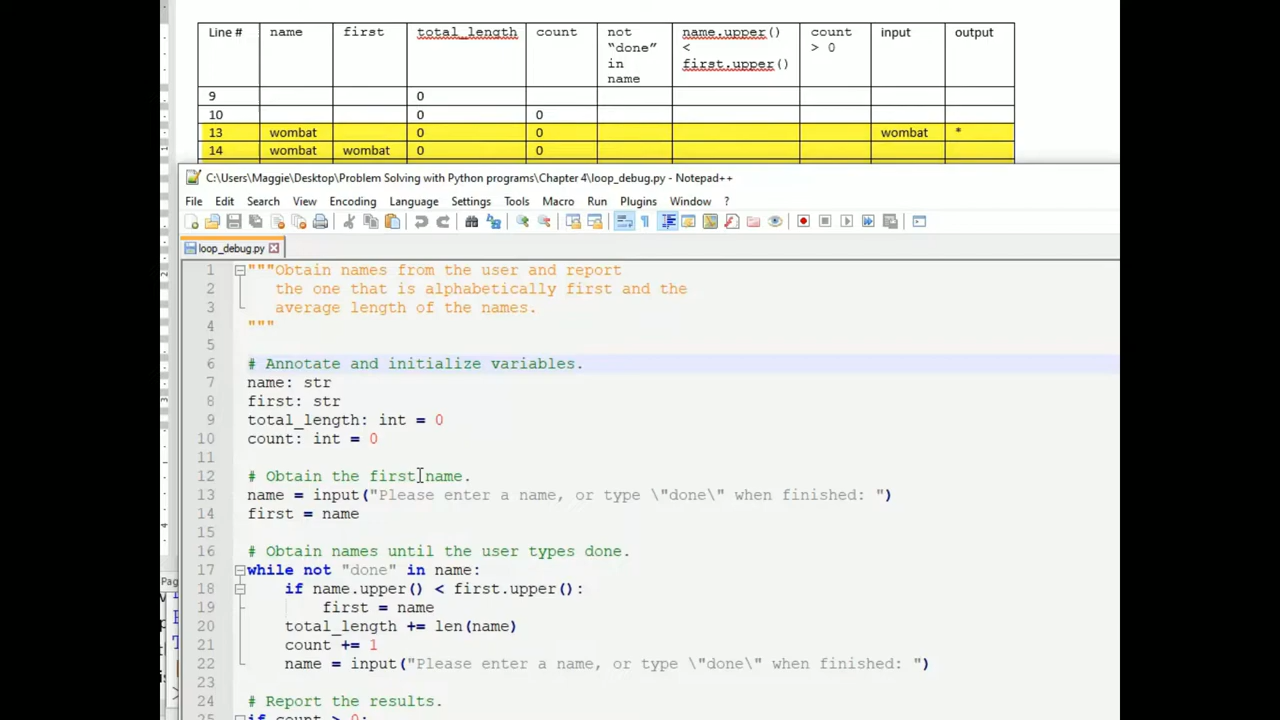 Line # name first total_length count not "done" in name name.upper() < first.upper() count > 0 input output
9 0
10 0 0
13 wombat 0 0 wombat *
14 wombat wombat 0 0
C:\Users\Maggie\Desktop\Problem Solving with Python programs\Chapter 4\loop_debug.py - Notepad++
File Edit Search View Encoding Language Settings Tools Macro Run Plugins Window ?
loop_debug.py
1 """Obtain names from the user and report
2 the one that is alphabetically first and the
3 average length of the names.
4 """
5
6 # Annotate and initialize variables.
7 name: str
8 first: str
9 total_length: int = 0
10 count: int = 0
11
12 # Obtain the first name.
13 name = input("Please enter a name, or type \"done\" when finished: ")
14 first = name
15
16 # Obtain names until the user types done.
17 while not "done" in name:
18 if name.upper() < first.upper():
19 first = name
20 total_length += len(name)
21 count += 1
22 name = input("Please enter a name, or type \"done\" when finished: ")
23
24 # Report the results.
25 if count > 0: